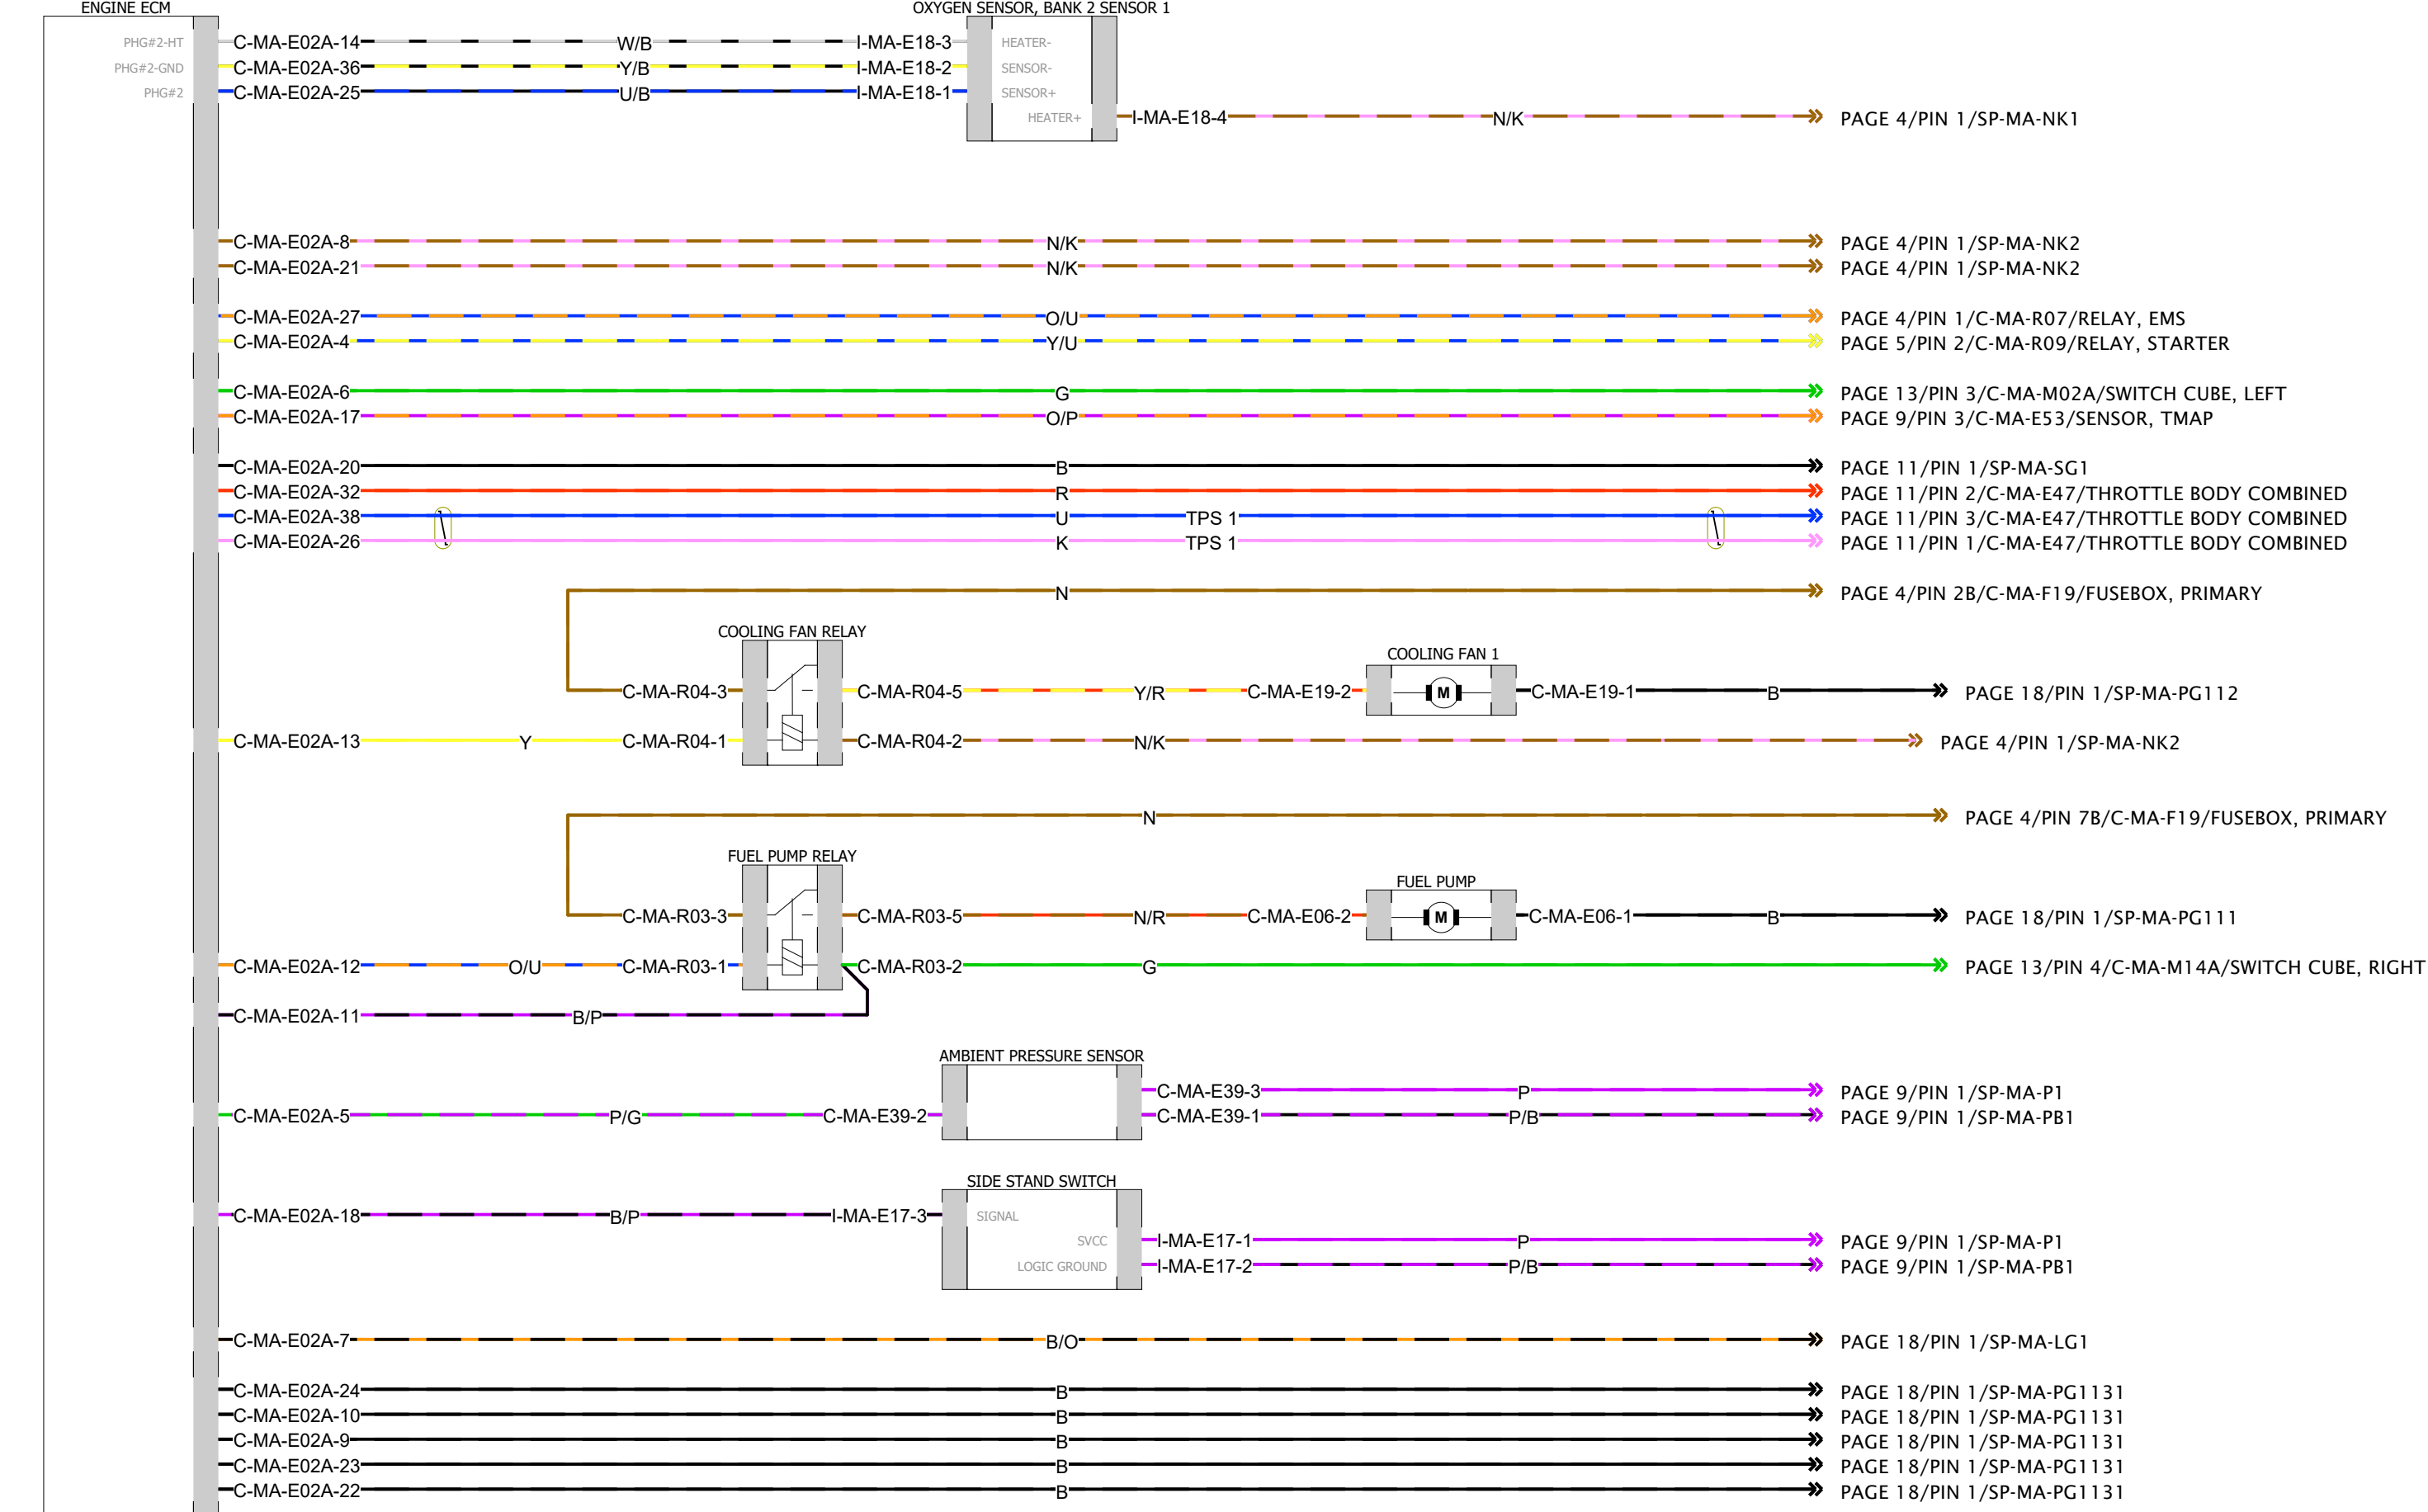 ENGINE ECM
OXYGEN SENSOR, BANK 2 SENSOR 1
PHG#2-HT C-MA-E02A-14 W/B I-MA-E18-3 HEATER-
PHG#2-GND C-MA-E02A-36 Y/B I-MA-E18-2 SENSOR-
PHG#2 C-MA-E02A-25 U/B I-MA-E18-1 SENSOR+
HEATER+ I-MA-E18-4 N/K PAGE 4/PIN 1/SP-MA-NK1
C-MA-E02A-8 N/K PAGE 4/PIN 1/SP-MA-NK2
C-MA-E02A-21 N/K PAGE 4/PIN 1/SP-MA-NK2
C-MA-E02A-27 O/U PAGE 4/PIN 1/C-MA-R07/RELAY, EMS
C-MA-E02A-4 Y/U PAGE 5/PIN 2/C-MA-R09/RELAY, STARTER
C-MA-E02A-6 G PAGE 13/PIN 3/C-MA-M02A/SWITCH CUBE, LEFT
C-MA-E02A-17 O/P PAGE 9/PIN 3/C-MA-E53/SENSOR, TMAP
C-MA-E02A-20 B PAGE 11/PIN 1/SP-MA-SG1
C-MA-E02A-32 R PAGE 11/PIN 2/C-MA-E47/THROTTLE BODY COMBINED
C-MA-E02A-38 U TPS 1 PAGE 11/PIN 3/C-MA-E47/THROTTLE BODY COMBINED
C-MA-E02A-26 K TPS 1 PAGE 11/PIN 1/C-MA-E47/THROTTLE BODY COMBINED
N PAGE 4/PIN 2B/C-MA-F19/FUSEBOX, PRIMARY
COOLING FAN RELAY
COOLING FAN 1
C-MA-R04-3 C-MA-R04-5 Y/R C-MA-E19-2 M C-MA-E19-1 B PAGE 18/PIN 1/SP-MA-PG112
C-MA-E02A-13 Y C-MA-R04-1 C-MA-R04-2 N/K PAGE 4/PIN 1/SP-MA-NK2
N PAGE 4/PIN 7B/C-MA-F19/FUSEBOX, PRIMARY
FUEL PUMP RELAY
FUEL PUMP
C-MA-R03-3 C-MA-R03-5 N/R C-MA-E06-2 M C-MA-E06-1 B PAGE 18/PIN 1/SP-MA-PG111
C-MA-E02A-12 O/U C-MA-R03-1 C-MA-R03-2 G PAGE 13/PIN 4/C-MA-M14A/SWITCH CUBE, RIGHT
C-MA-E02A-11 B/P
AMBIENT PRESSURE SENSOR
C-MA-E39-3 P PAGE 9/PIN 1/SP-MA-P1
C-MA-E02A-5 P/G C-MA-E39-2 C-MA-E39-1 P/B PAGE 9/PIN 1/SP-MA-PB1
SIDE STAND SWITCH
C-MA-E02A-18 B/P I-MA-E17-3 SIGNAL
SVCC I-MA-E17-1 P PAGE 9/PIN 1/SP-MA-P1
LOGIC GROUND I-MA-E17-2 P/B PAGE 9/PIN 1/SP-MA-PB1
C-MA-E02A-7 B/O PAGE 18/PIN 1/SP-MA-LG1
C-MA-E02A-24 B PAGE 18/PIN 1/SP-MA-PG1131
C-MA-E02A-10 B PAGE 18/PIN 1/SP-MA-PG1131
C-MA-E02A-9 B PAGE 18/PIN 1/SP-MA-PG1131
C-MA-E02A-23 B PAGE 18/PIN 1/SP-MA-PG1131
C-MA-E02A-22 B PAGE 18/PIN 1/SP-MA-PG1131